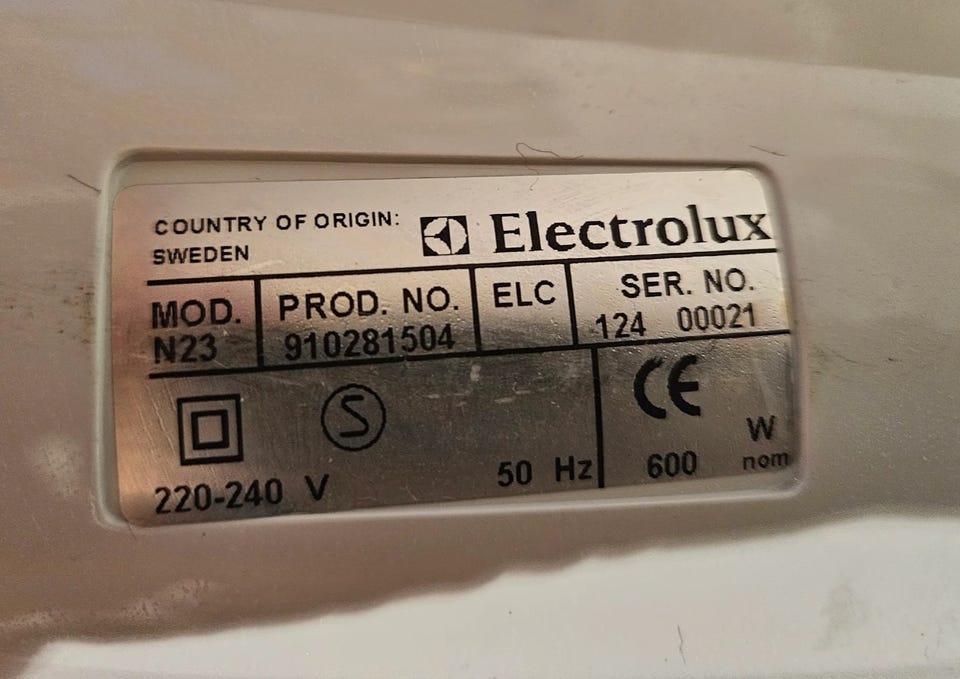 COUNTRY OF ORIGIN:
SWEDEN
Electrolux
MOD.
N23
PROD. NO.
910281504
ELC
SER. NO.
124 00021
S
220-240 V
50 Hz
CE
600
W
nom